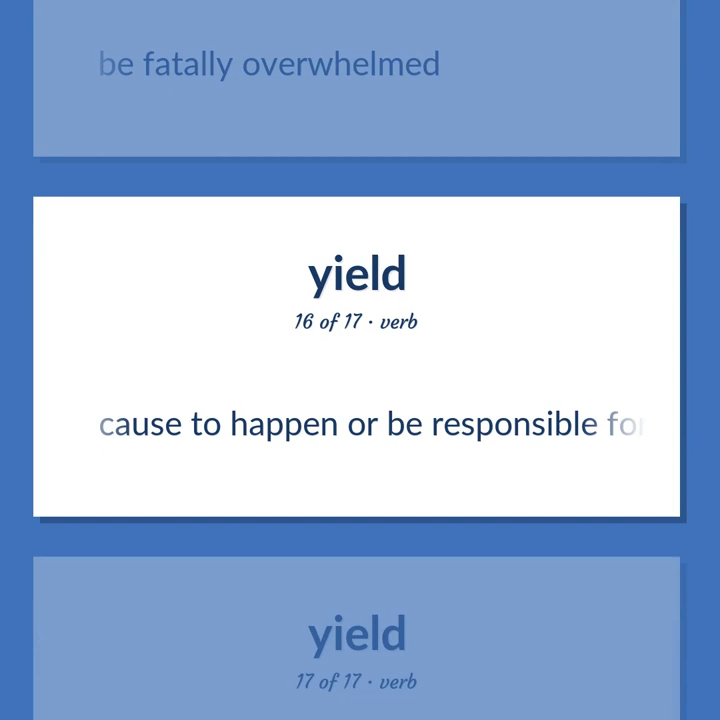 be fatally overwhelmed
yield
16 of 17 · verb
cause to happen or be responsible for
yield
17 of 17 · verb